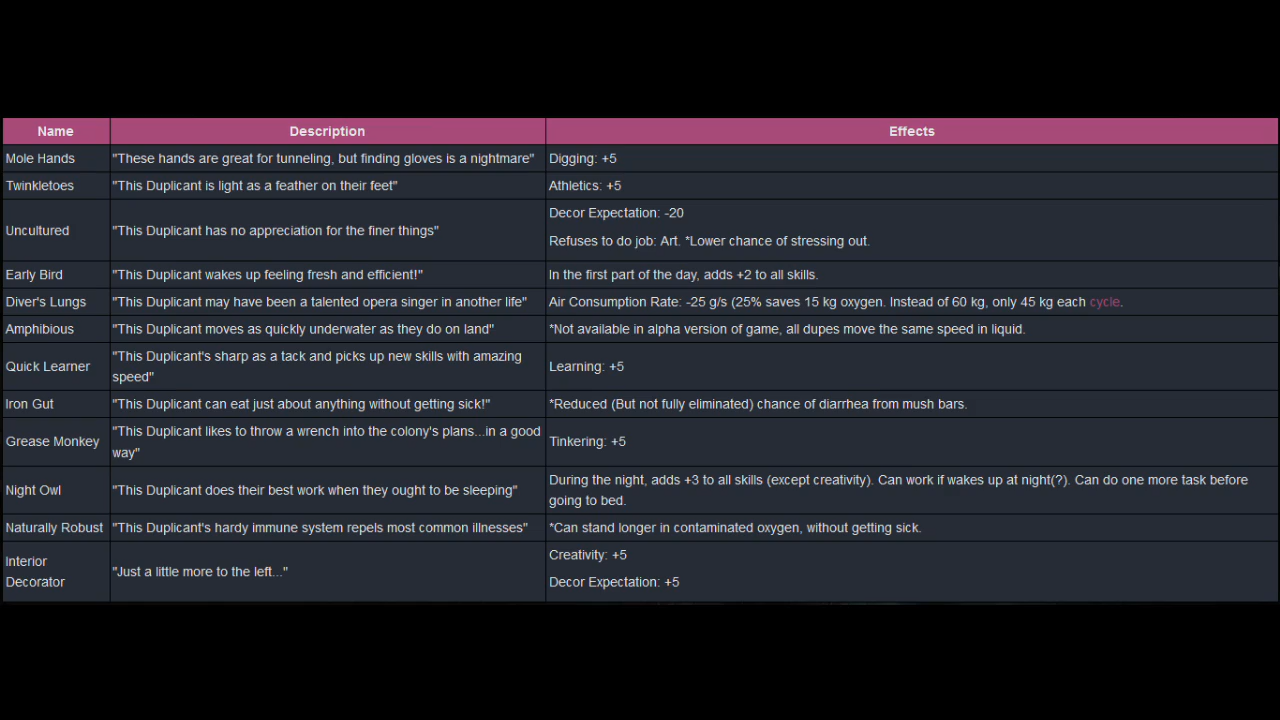 Name Description Effects
Mole Hands "These hands are great for tunneling, but finding gloves is a nightmare" Digging: +5
Twinkletoes "This Duplicant is light as a feather on their feet" Athletics: +5
Uncultured "This Duplicant has no appreciation for the finer things" Decor Expectation: -20
Refuses to do job: Art. *Lower chance of stressing out.
Early Bird "This Duplicant wakes up feeling fresh and efficient!" In the first part of the day, adds +2 to all skills.
Diver's Lungs "This Duplicant may have been a talented opera singer in another life" Air Consumption Rate: -25 g/s (25% saves 15 kg oxygen. Instead of 60 kg, only 45 kg each cycle.
Amphibious "This Duplicant moves as quickly underwater as they do on land" *Not available in alpha version of game, all dupes move the same speed in liquid.
Quick Learner "This Duplicant's sharp as a tack and picks up new skills with amazing
speed" Learning: +5
Iron Gut "This Duplicant can eat just about anything without getting sick!" *Reduced (But not fully eliminated) chance of diarrhea from mush bars.
Grease Monkey "This Duplicant likes to throw a wrench into the colony's plans...in a good
way" Tinkering: +5
Night Owl "This Duplicant does their best work when they ought to be sleeping" During the night, adds +3 to all skills (except creativity). Can work if wakes up at night(?). Can do one more task before
going to bed.
Naturally Robust "This Duplicant's hardy immune system repels most common illnesses" *Can stand longer in contaminated oxygen, without getting sick.
Interior
Decorator "Just a little more to the left..." Creativity: +5
Decor Expectation: +5